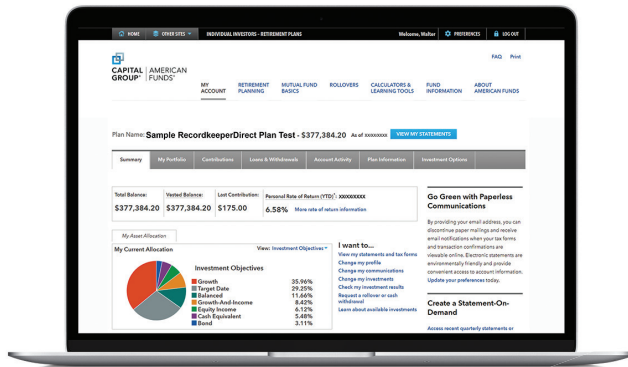 HOME
OTHER SITES
INDIVIDUAL INVESTORS - RETIREMENT PLANS
Welcome, Walter
PREFERENCES
LOG OUT
FAQ Print
CAPITAL GROUP® | AMERICAN FUNDS®
MY ACCOUNT
RETIREMENT PLANNING
MUTUAL FUND BASICS
ROLLOVERS
CALCULATORS & LEARNING TOOLS
FUND INFORMATION
ABOUT AMERICAN FUNDS
Plan Name: Sample RecordkeeperDirect Plan Test - $377,384.20 As of xx/xx/xxxx VIEW MY STATEMENTS
Summary
My Portfolio
Contributions
Loans & Withdrawals
Account Activity
Plan Information
Investment Options
Total Balance:
$377,384.20
Vested Balance:
$377,384.20
Last Contribution:
$175.00
Personal Rate of Return (YTD)*: XX/XX/XXXX
6.58% More rate of return information
My Asset Allocation
My Current Allocation
View: Investment Objectives
Investment Objectives
Growth 35.96%
Target Date 29.25%
Balanced 11.66%
Growth-And-Income 8.42%
Equity Income 6.12%
Cash Equivalent 5.48%
Bond 3.11%
I want to...
View my statements and tax forms
Change my profile
Change my communications
Change my investments
Check my investment results
Request a rollover or cash
withdrawal
Learn about available investments
Go Green with Paperless
Communications
By providing your email address, you can
discontinue paper mailings and receive
email notifications when your tax forms
and transaction confirmations are
viewable online. Electronic statements are
environmentally friendly and provide
convenient access to account information.
Update your preferences today.
Create a Statement-On-
Demand
Access recent quarterly statements or